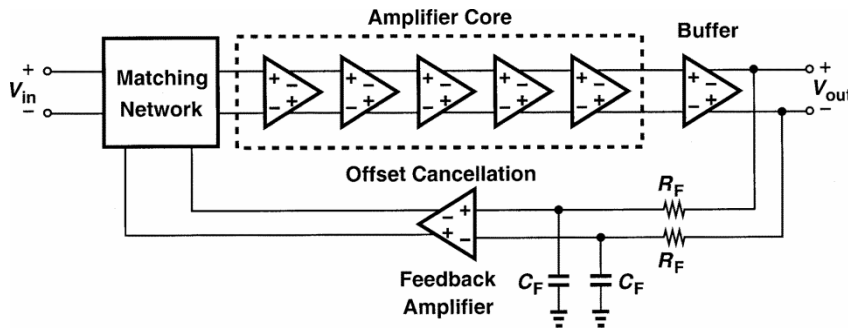 Amplifier Core
Buffer
Matching
Network
+
Vin
−
+ −
− +
+ −
− +
+ −
− +
+ −
− +
+ −
− +
+ −
− +
+
Vout
−
Offset Cancellation
− +
+ −
Feedback
Amplifier
RF
RF
CF
CF